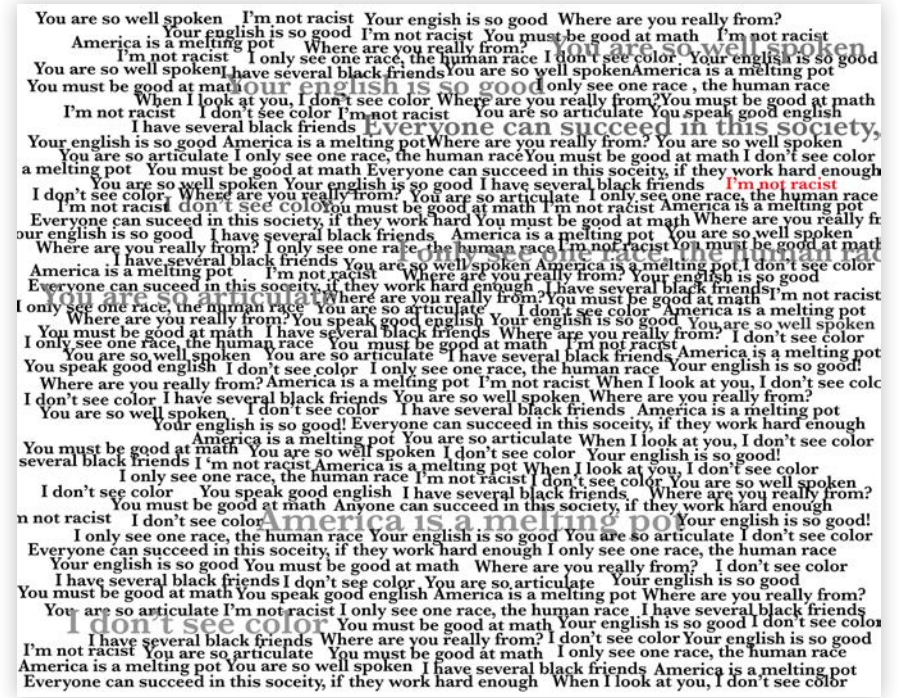 You are so well spoken I'm not racist Your engish is so good Where are you really from?
Your english is so good I'm not racist You must be good at math I'm not racist
America is a melting pot Where are you really from? You are so well spoken
I'm not racist I only see one race, the human race I don't see color Your english is so good
You are so well spoken I have several black friends You are so well spoken America is a melting pot
You must be good at math Your english is so good I only see one race , the human race
When I look at you, I don't see color Where are you really from? You must be good at math
I'm not racist I don't see color I'm not racist You are so articulate You speak good english
I have several black friends Everyone can succeed in this society,
Your english is so good America is a melting pot Where are you really from? You are so well spoken
You are so articulate I only see one race, the human race You must be good at math I don't see color
a melting pot You must be good at math Everyone can succeed in this soceity, if they work hard enough
You are so well spoken Your english is so good I have several black friends I'm not racist
I don't see color Where are you really from? You are so articulate I only see one race, the human race
I'm not racist I don't see color You must be good at math I'm not racist America is a melting pot
Everyone can suceed in this society, if they work hard You must be good at math Where are you really fr
our english is so good I have several black friends America is a melting pot You are so well spoken
Where are you really from? I only see one race, the human race I'm not racist You must be good at math
I only see one race, the human rac
I have several black friends You are so well spoken America is a melting pot I don't see color
America is a melting pot I'm not racist Where are you really from? Your english is so good
Everyone can suceed in this soceity, if they work hard enough I have several black friends
You are so articulate Where are you really from? You must be good at math I'm not racist
I only see one race, the human race You are so articulate I don't see color America is a melting pot
Where are you really from? You speak good english Your english is so good You are so well spoken
You must be good at math I have several black friends Where are you really from? I don't see color
I only see one race, the human race You must be good at math I'm not racist
You are so well spoken You are so articulate I have several black friends America is a melting pot
You speak good english I don't see color I only see one race, the human race Your english is so good!
Where are you really from? America is a melting pot I'm not racist When I look at you, I don't see colo
I don't see color I have several black friends You are so well spoken Where are you really from?
You are so well spoken I don't see color I have several black friends America is a melting pot
Your english is so good! Everyone can succeed in this soceity, if they work hard enough
America is a melting pot You are so articulate When I look at you, I don't see color
You must be good at math You are so well spoken I don't see color Your english is so good!
several black friends I 'm not racist America is a melting pot When I look at you, I don't see color
I only see one race, the human race I'm not racist I don't see color You are so well spoken
I don't see color You speak good english I have several black friends Where are you really from?
You must be good at math Anyone can succeed in this society, if they work hard enough
n not racist I don't see color America is a melting pot Your english is so good!
I only see one race, the human race Your english is so good You are so articulate I don't see color
Everyone can succeed in this soceity, if they work hard enough I only see one race, the human race
Your english is so good You must be good at math Where are you really from? I don't see color
I have several black friends I don't see color You are so articulate Your english is so good
You must be good at math You speak good english America is a melting pot Where are you really from?
You are so articulate I'm not racist I only see one race, the human race I have several black friends
I don't see color You must be good at math Your english is so good I don't see color
I have several black friends Where are you really from? I don't see color Your english is so good
I'm not racist You are so articulate You must be good at math I only see one race, the human race
America is a melting pot You are so well spoken I have several black friends America is a melting pot
Everyone can succeed in this soceity, if they work hard enough When I look at you, I don't see color